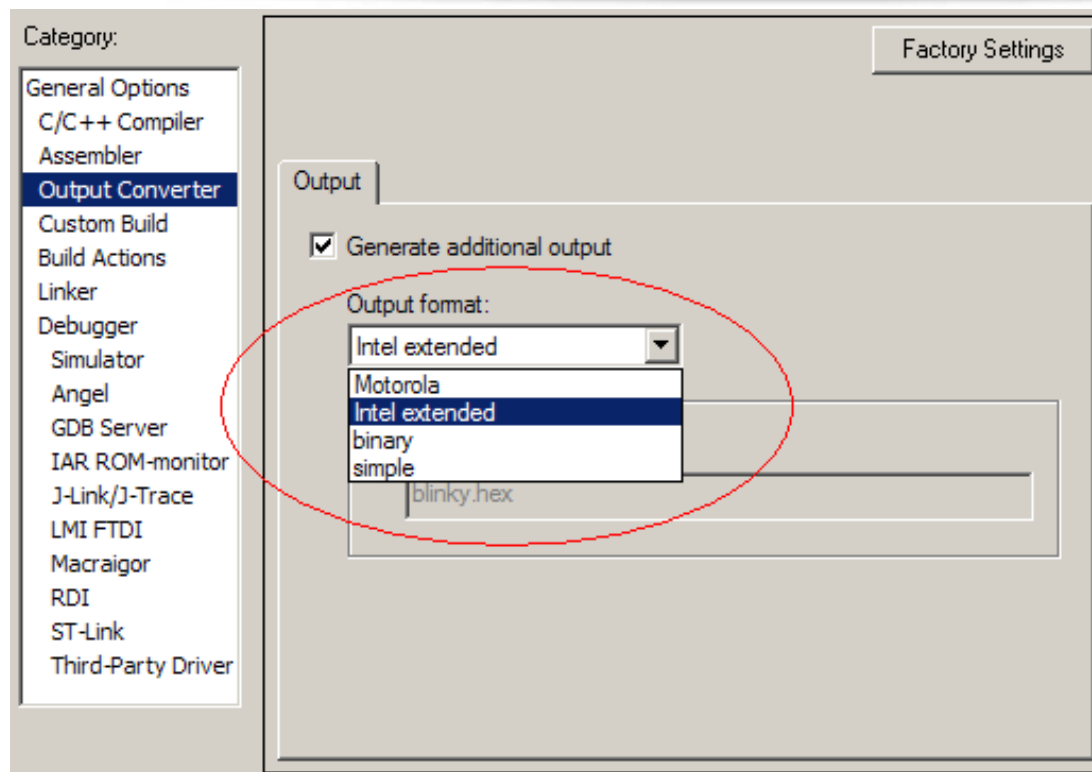 Category:
General Options
C/C++ Compiler
Assembler
Output Converter
Custom Build
Build Actions
Linker
Debugger
Simulator
Angel
GDB Server
IAR ROM-monitor
J-Link/J-Trace
LMI FTDI
Macraigor
RDI
ST-Link
Third-Party Driver
Factory Settings
Output
Generate additional output
Output format:
Intel extended
Motorola
Intel extended
binary
simple
blinky.hex